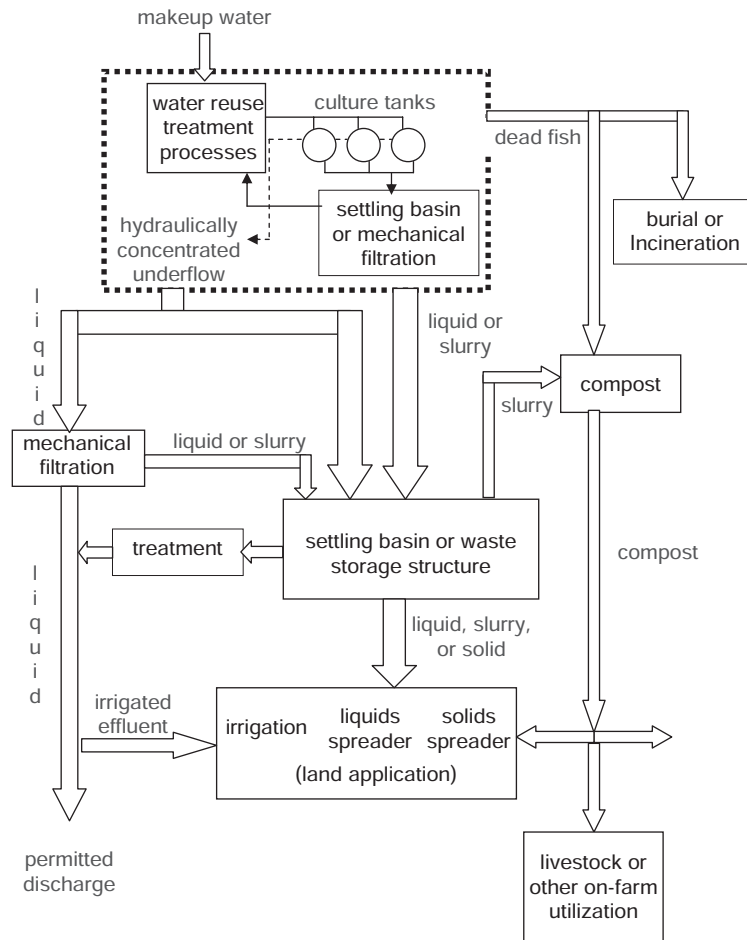 makeup water
water reuse
treatment
processes
culture tanks
dead fish
settling basin
or mechanical
filtration
burial or
Incineration
hydraulically
concentrated
underflow
liquid
liquid or
slurry
compost
slurry
mechanical
filtration
liquid or slurry
treatment
settling basin or waste
storage structure
compost
liquid
liquid, slurry,
or solid
irrigated
effluent
irrigation
liquids
spreader
solids
spreader
(land application)
permitted
discharge
livestock or
other on-farm
utilization